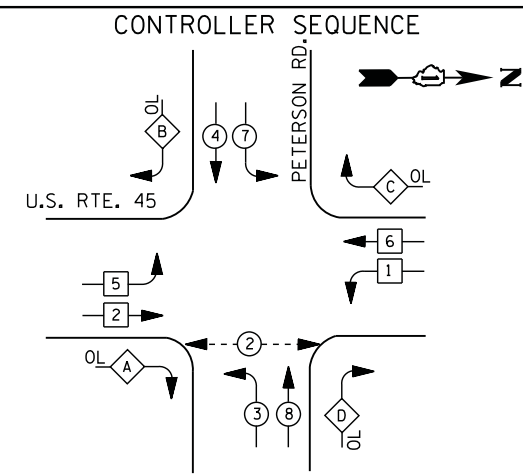 CONTROLLER SEQUENCE
PETERSON RD.
N
OL
B
4
7
C
OL
U.S. RTE. 45
6
1
5
2
2
OL
A
3
8
D
OL